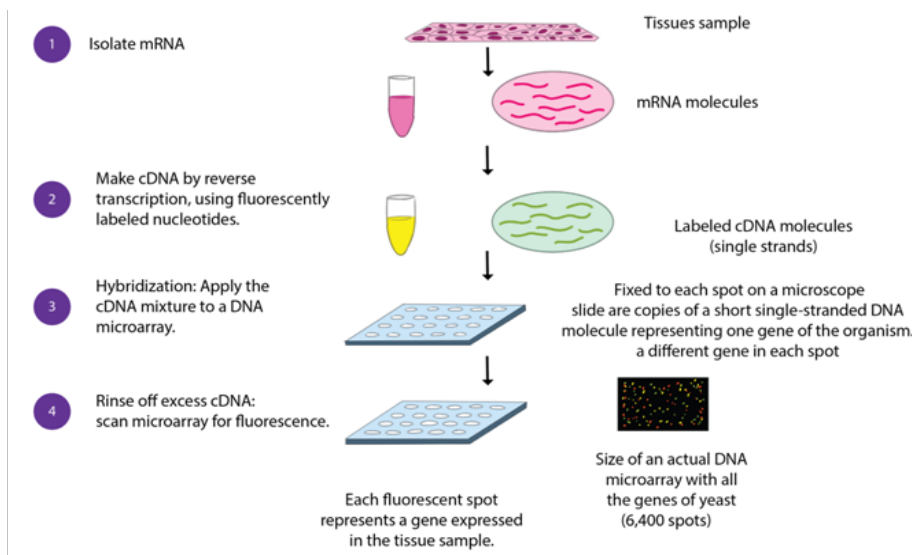 Tissues sample
1
Isolate mRNA
mRNA molecules
2
Make cDNA by reverse
transcription, using fluorescently
labeled nucleotides.
Labeled cDNA molecules
(single strands)
3
Hybridization: Apply the
cDNA mixture to a DNA
microarray.
Fixed to each spot on a microscope
slide are copies of a short single-stranded DNA
molecule representing one gene of the organism.
a different gene in each spot
4
Rinse off excess cDNA:
scan microarray for fluorescence.
Each fluorescent spot
represents a gene expressed
in the tissue sample.
Size of an actual DNA
microarray with all
the genes of yeast
(6,400 spots)